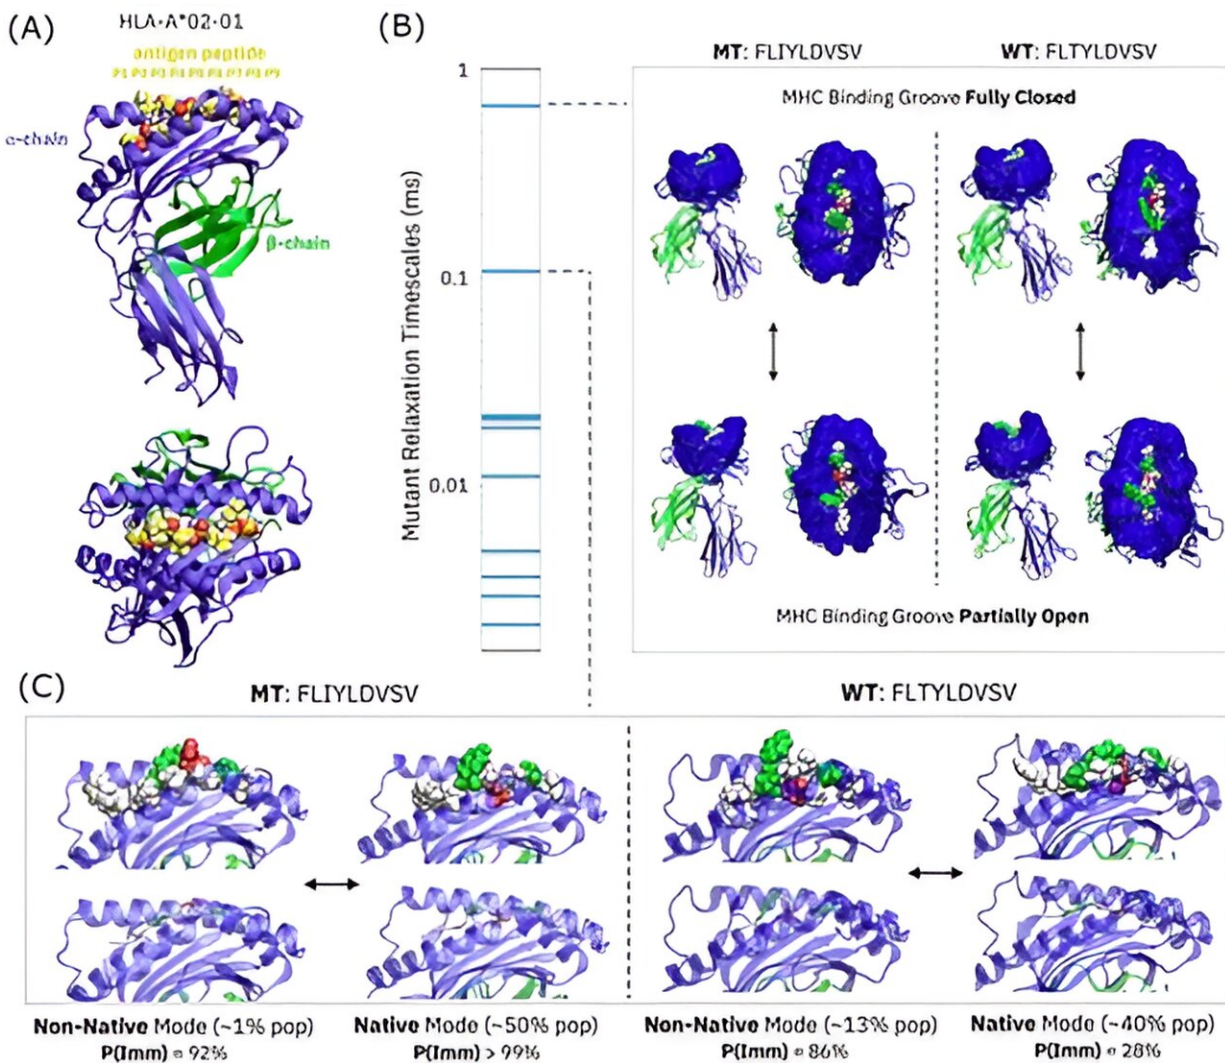 (A)
HLA-A*02-01
antigen peptide
α-chain
β-chain
(B)
Mutant Relaxation Timescales (ms)
1
0.1
0.01
MT: FLIYLDVSV
WT: FLTYLDVSV
MHC Binding Groove Fully Closed
MHC Binding Groove Partially Open
(C)
MT: FLIYLDVSV
WT: FLTYLDVSV
Non-Native Mode (~1% pop)
P(Imm) = 92%
Native Mode (~50% pop)
P(Imm) > 99%
Non-Native Mode (~13% pop)
P(Imm) = 86%
Native Mode (~40% pop)
P(Imm) = 28%